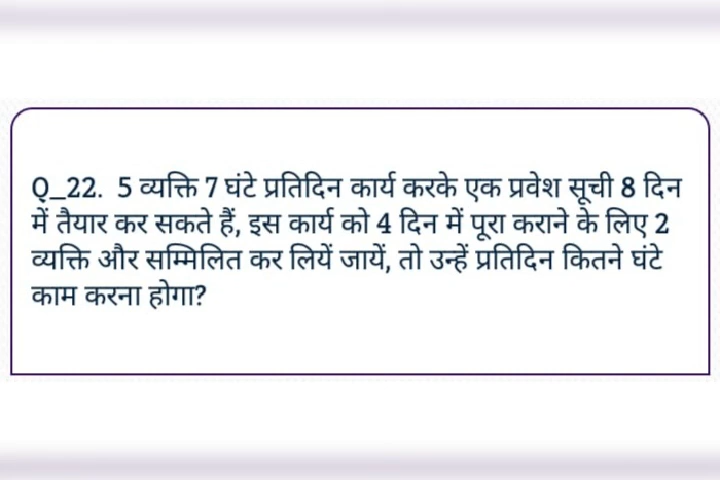 Q_22. 5 व्यक्ति 7 घंटे प्रतिदिन कार्य करके एक प्रवेश सूची 8 दिन
में तैयार कर सकते हैं, इस कार्य को 4 दिन में पूरा कराने के लिए 2
व्यक्ति और सम्मिलित कर लियें जायें, तो उन्हें प्रतिदिन कितने घंटे
काम करना होगा?